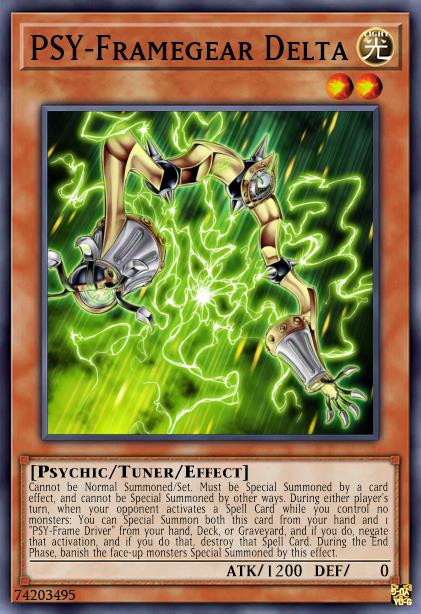 PSY-Framegear Delta
LIGHT
光
[Psychic/Tuner/Effect]
Cannot be Normal Summoned/Set. Must be Special Summoned by a card
effect, and cannot be Special Summoned by other ways. During either player's
turn, when your opponent activates a Spell Card while you control no
monsters: You can Special Summon both this card from your hand and 1
"PSY-Frame Driver" from your hand, Deck, or Graveyard, and if you do, negate
that activation, and if you do that, destroy that Spell Card. During the End
Phase, banish the face-up monsters Special Summoned by this effect.
ATK/1200 DEF/ 0
74203495